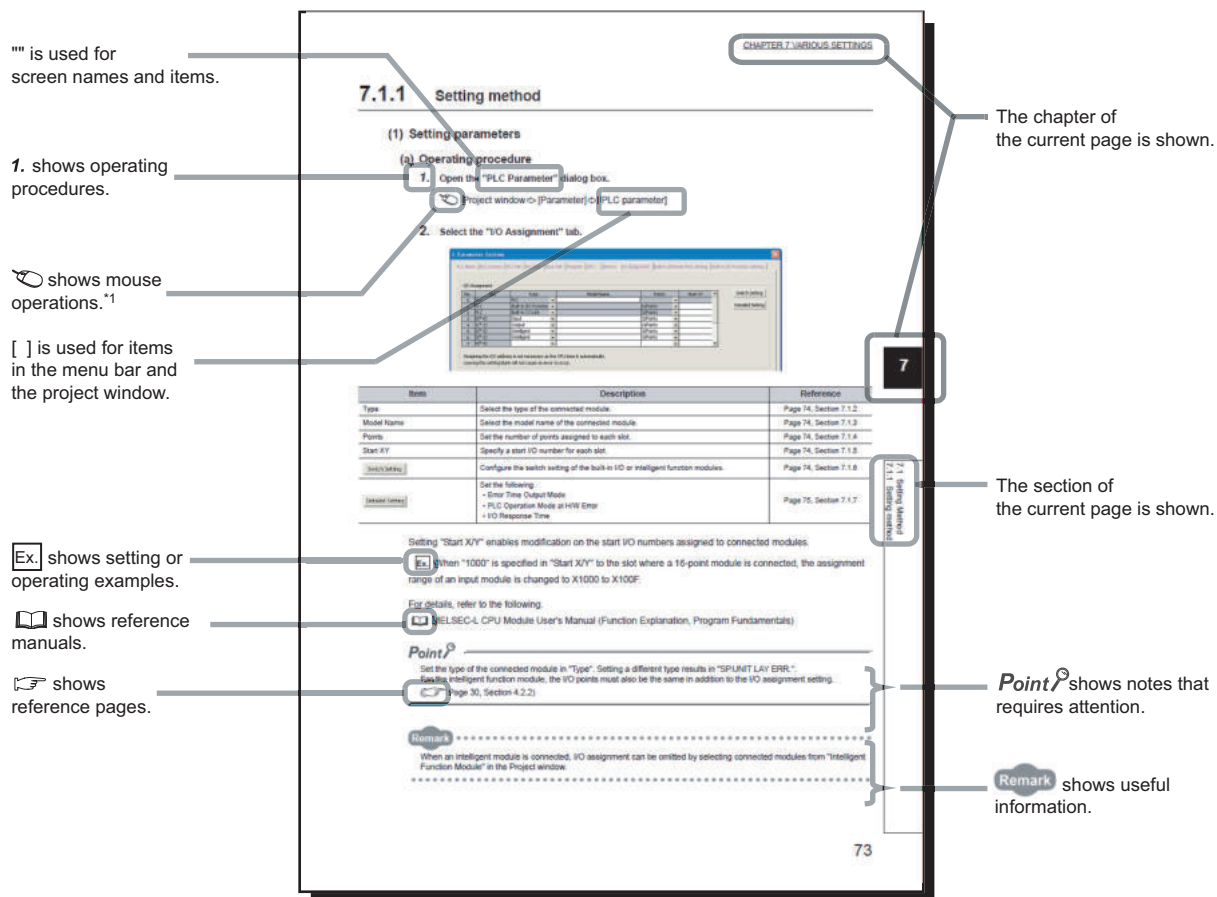 "" is used for
screen names and items.
1. shows operating
procedures.
shows mouse
operations.*1
[ ] is used for items
in the menu bar and
the project window.
Ex. shows setting or
operating examples.
shows reference
manuals.
shows
reference pages.
CHAPTER 7 VARIOUS SETTINGS
7.1.1 Setting method
(1) Setting parameters
(a) Operating procedure
1. Open the "PLC Parameter" dialog box.
Project window [Parameter] [PLC parameter]
2. Select the "I/O Assignment" tab.
Item Description Reference
Type Select the type of the connected module. Page 74, Section 7.1.2
Model Name Select the model name of the connected module. Page 74, Section 7.1.3
Points Set the number of points assigned to each slot. Page 74, Section 7.1.4
Start XY Specify a start I/O number for each slot. Page 74, Section 7.1.5
Switch Setting Configure the switch setting of the built-in I/O or intelligent function modules. Page 74, Section 7.1.6
Detailed Setting Set the following.
• Error Time Output Mode
• PLC Operation Mode at H/W Error
• I/O Response Time
Page 75, Section 7.1.7
Setting "Start X/Y" enables modification on the start I/O numbers assigned to connected modules.
Ex. When "1000" is specified in "Start X/Y" to the slot where a 16-point module is connected, the assignment
range of an input module is changed to X1000 to X100F.
For details, refer to the following.
MELSEC-L CPU Module User's Manual (Function Explanation, Program Fundamentals)
Point
Set the type of the connected module in "Type". Setting a different type results in "SP.UNIT LAY ERR.".
For the intelligent function module, the I/O points must also be the same in addition to the I/O assignment setting.
Page 30, Section 4.2.2)
Remark
When an intelligent module is connected, I/O assignment can be omitted by selecting connected modules from "Intelligent
Function Module" in the Project window.
73
7
7.1 Setting Method
7.1.1 Setting method
The chapter of
the current page is shown.
The section of
the current page is shown.
Point shows notes that
requires attention.
Remark shows useful
information.